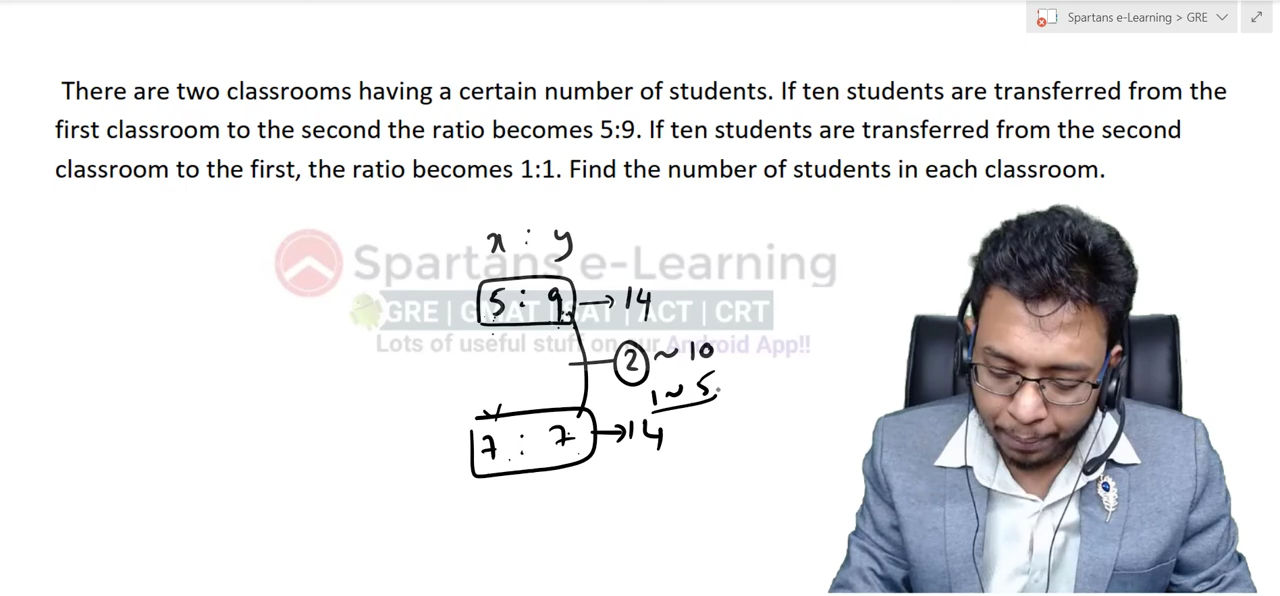 Spartans e-Learning > GRE
There are two classrooms having a certain number of students. If ten students are transferred from the
first classroom to the second the ratio becomes 5:9. If ten students are transferred from the second
classroom to the first, the ratio becomes 1:1. Find the number of students in each classroom.
x : y
Spartans e-Learning
5 : 9 → 14
GRE | GMAT | SAT | ACT | CRT
Lots of useful stuff on our Android App!!
2 ~ 10
1 ~ 5
7 : 7 → 14